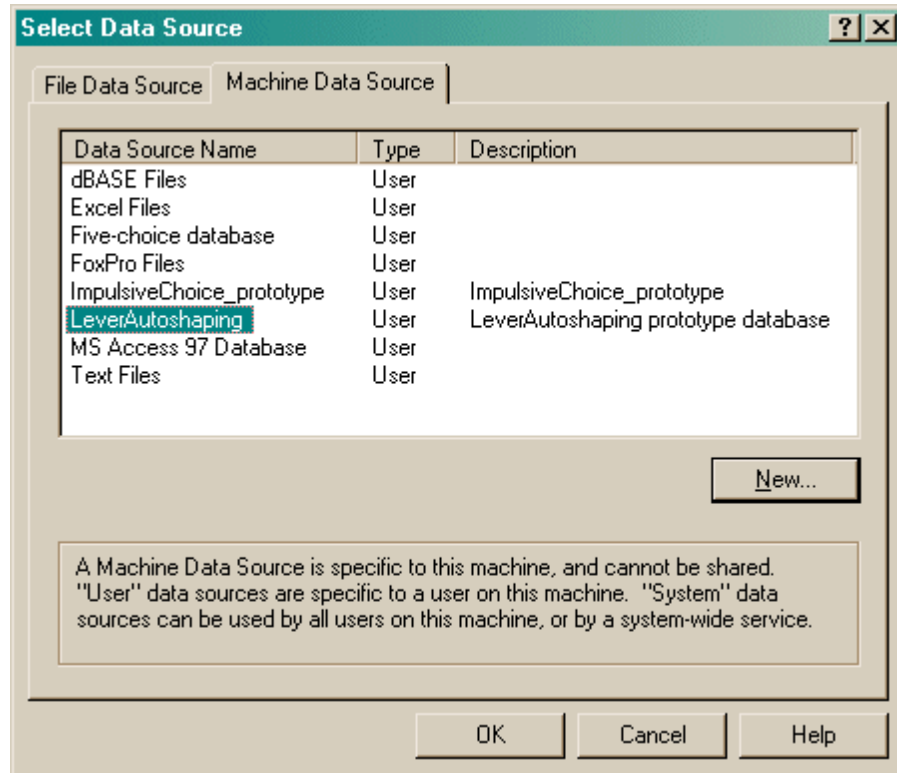 Select Data Source
File Data Source Machine Data Source
Data Source Name Type Description
dBASE Files User
Excel Files User
Five-choice database User
FoxPro Files User
ImpulsiveChoice_prototype User ImpulsiveChoice_prototype
LeverAutoshaping User LeverAutoshaping prototype database
MS Access 97 Database User
Text Files User
New...
A Machine Data Source is specific to this machine, and cannot be shared.
"User" data sources are specific to a user on this machine. "System" data
sources can be used by all users on this machine, or by a system-wide service.
OK Cancel Help